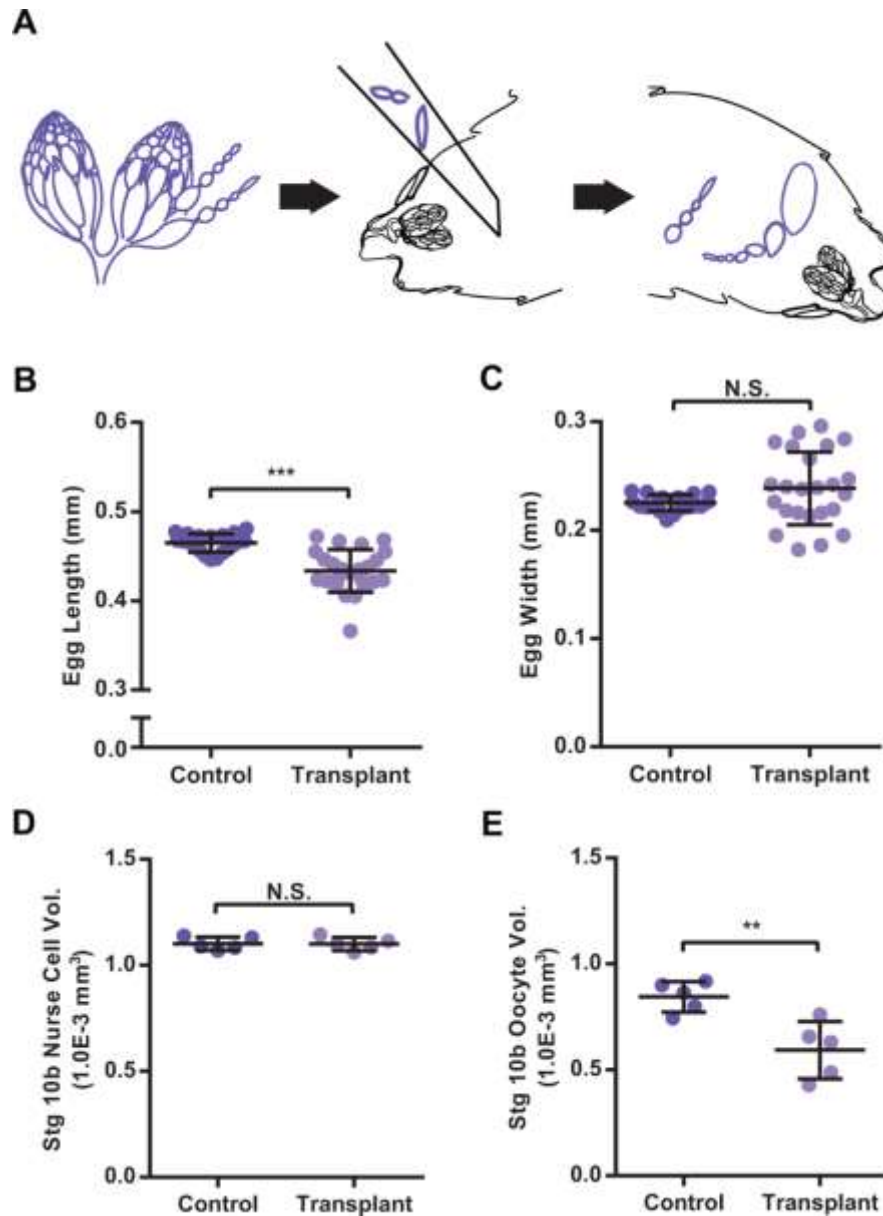 A
B
Egg Length (mm)
0.6
0.5
0.4
0.3
0.0
***
Control
Transplant
C
Egg Width (mm)
0.3
0.2
0.1
0.0
N.S.
Control
Transplant
D
Stg 10b Nurse Cell Vol.
(1.0E-3 mm³)
1.5
1.0
0.5
0.0
N.S.
Control
Transplant
E
Stg 10b Oocyte Vol.
(1.0E-3 mm³)
1.5
1.0
0.5
0.0
**
Control
Transplant